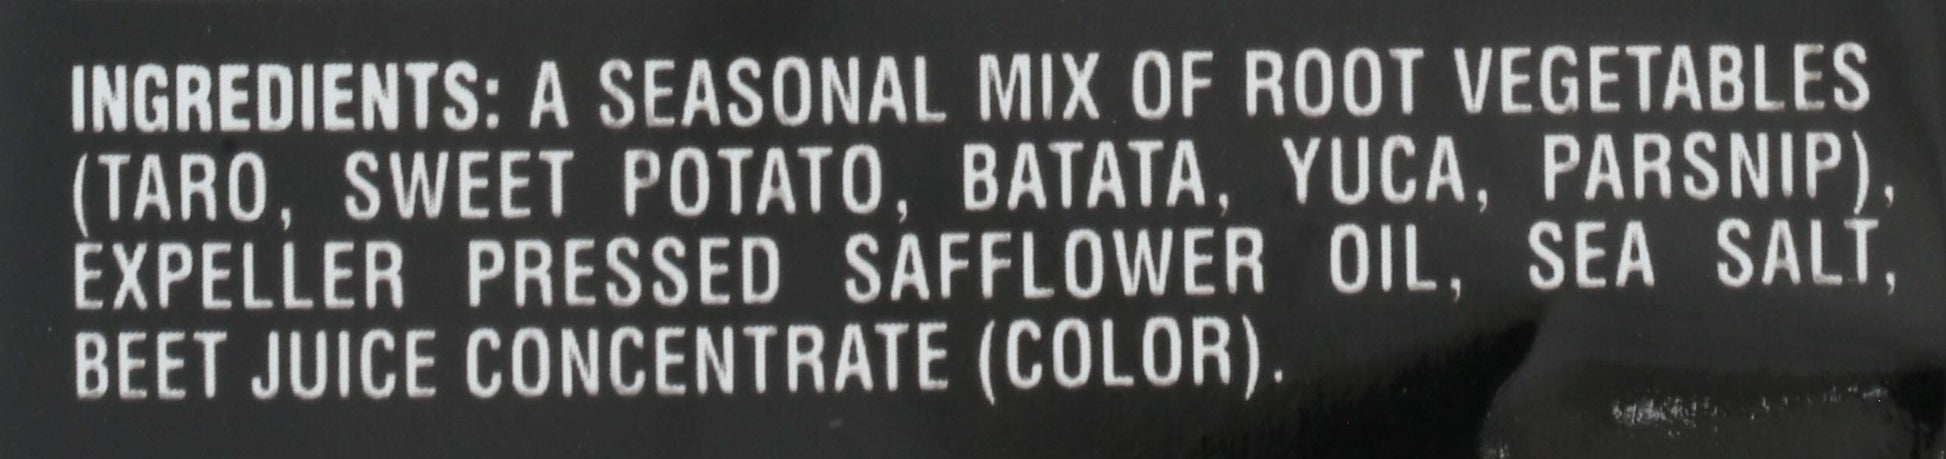 INGREDIENTS: A SEASONAL MIX OF ROOT VEGETABLES
(TARO, SWEET POTATO, BATATA, YUCA, PARSNIP),
EXPELLER PRESSED SAFFLOWER OIL, SEA SALT,
BEET JUICE CONCENTRATE (COLOR).